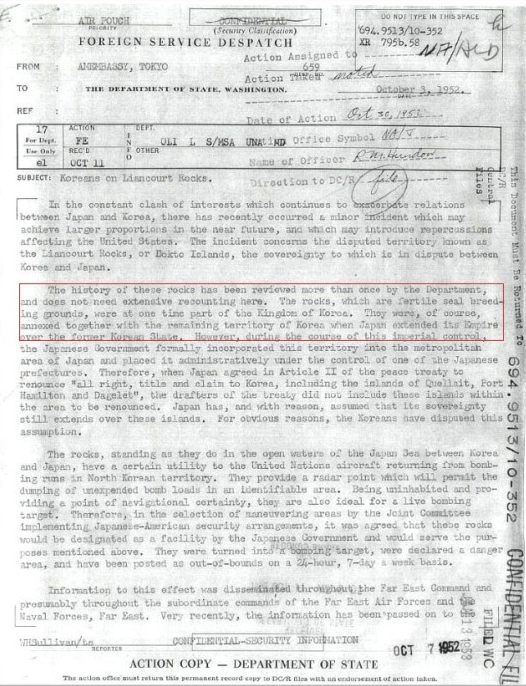 AIR POUCH
PRIORITY
CONFIDENTIAL
(Security Classification)
DO NOT TYPE IN THIS SPACE
694.9513/10-352
XR 795B.58
FOREIGN SERVICE DESPATCH
Action Assigned to
FROM : AMEMBASSY, TOKYO
659
Action Taken noted
TO : THE DEPARTMENT OF STATE, WASHINGTON.
October 3, 1952.
REF :
Date of Action Oct 30, 1952
17
For Dept.
Use Only
el
ACTION
FE
DEPT.
INFO
OLI L S/MSA UNA
Office Symbol NA/J
REC'D
OCT 11
OTHER
Name of Officer
SUBJECT: Koreans on Liancourt Rocks.
Direction to DC/R (file)
In the constant clash of interests which continues to exacerbate relations
between Japan and Korea, there has recently occurred a minor incident which may
achieve larger proportions in the near future, and which may introduce repercussions
affecting the United States. The incident concerns the disputed territory known as
the Liancourt Rocks, or Dokto Islands, the sovereignty to which is in dispute between
Korea and Japan.
The history of these rocks has been reviewed more than once by the Department,
and does not need extensive recounting here. The rocks, which are fertile seal breed-
ing grounds, were at one time part of the Kingdom of Korea. They were, of course,
annexed together with the remaining territory of Korea when Japan extended its Empire
over the former Korean State. However, during the course of this imperial control,
the Japanese Government formally incorporated this territory into the metropolitan
area of Japan and placed it administratively under the control of one of the Japanese
prefectures. Therefore, when Japan agreed in Article II of the peace treaty to
renounce "all right, title and claim to Korea, including the islands of Quelpart, Port
Hamilton and Dagelet", the drafters of the treaty did not include these islands within
the area to be renounced. Japan has, and with reason, assumed that its sovereignty
still extends over these islands. For obvious reasons, the Koreans have disputed this
assumption.
The rocks, standing as they do in the open waters of the Japan Sea between Korea
and Japan, have a certain utility to the United Nations aircraft returning from bomb-
ing runs in North Korean territory. They provide a radar point which will permit the
dumping of unexpended bomb loads in an identifiable area. Being uninhabited and pro-
viding a point of navigational certainty, they are also ideal for a live bombing
target. Therefore, in the selection of maneuvering areas by the Joint Committee
implementing Japanese-American security arrangements, it was agreed that these rocks
would be designated as a facility by the Japanese Government and would serve the pur-
poses mentioned above. They were turned into a bombing target, were declared a danger
area, and have been posted as out-of-bounds on a 24-hour, 7-day a week basis.
Information to this effect was disseminated throughout the Far East Command and
presumably throughout the subordinate commands of the Far East Air Forces and the
Naval Forces, Far East. Very recently, the information has been passed on to the
WHSullivan/ts
REPORTER
CONFIDENTIAL-SECURITY INFORMATION
OCT 7 1952
ACTION COPY — DEPARTMENT OF STATE
The action office must return this permanent record copy to DC/R files with an endorsement of action taken.
This Document Must Be Returned to
DC/R
Central
Files
694.9513/10-352
CONFIDENTIAL FIL
FILED